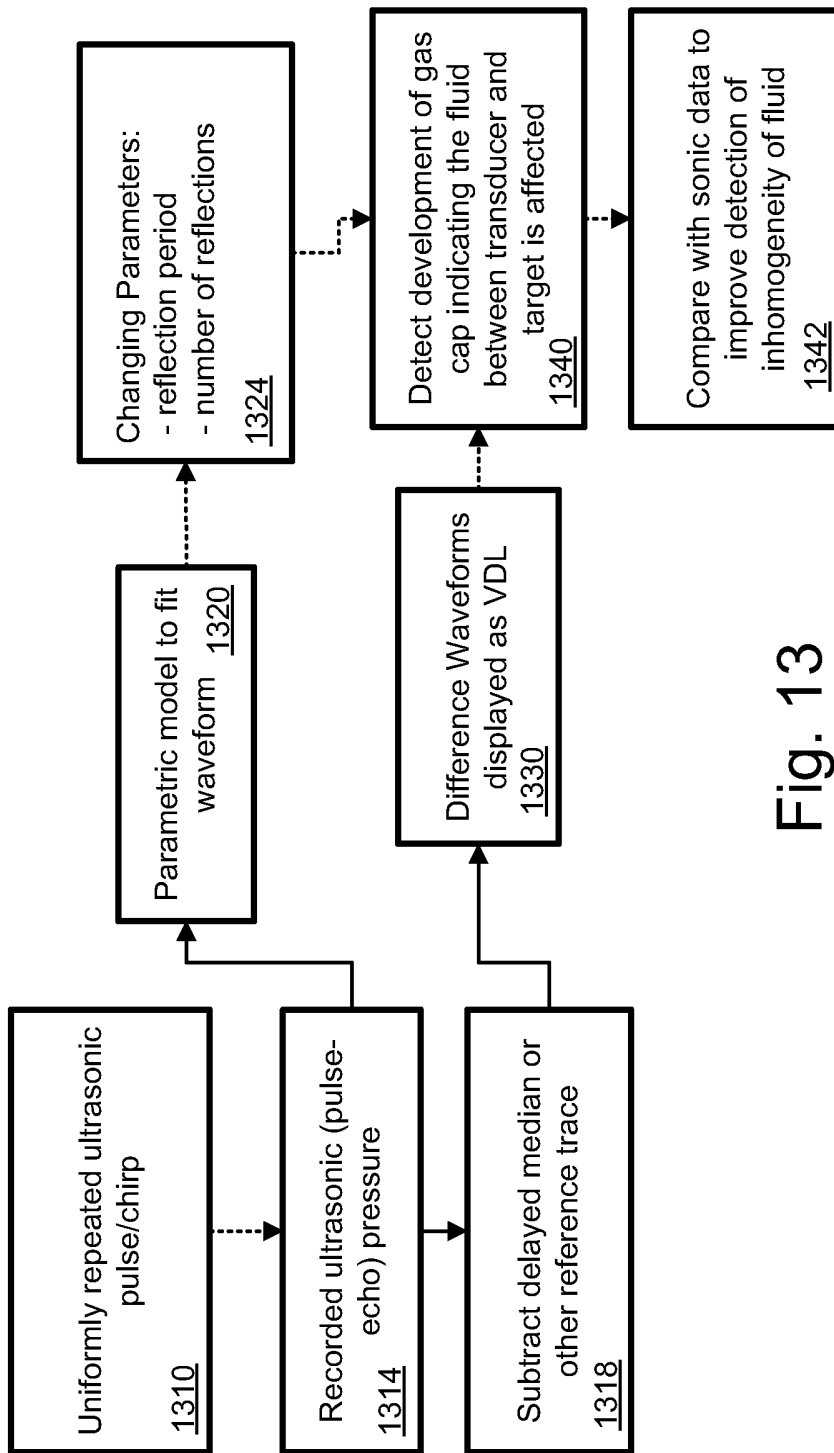 Uniformly repeated ultrasonic
pulse/chirp
1310
Recorded ultrasonic (pulse-
echo) pressure
1314
Subtract delayed median or
other reference trace
1318
Parametric model to fit
waveform 1320
Difference Waveforms
displayed as VDL
1330
Changing Parameters:
- reflection period
- number of reflections
1324
Detect development of gas
cap indicating the fluid
between transducer and
target is affected
1340
Compare with sonic data to
improve detection of
inhomogeneity of fluid
1342
Fig. 13